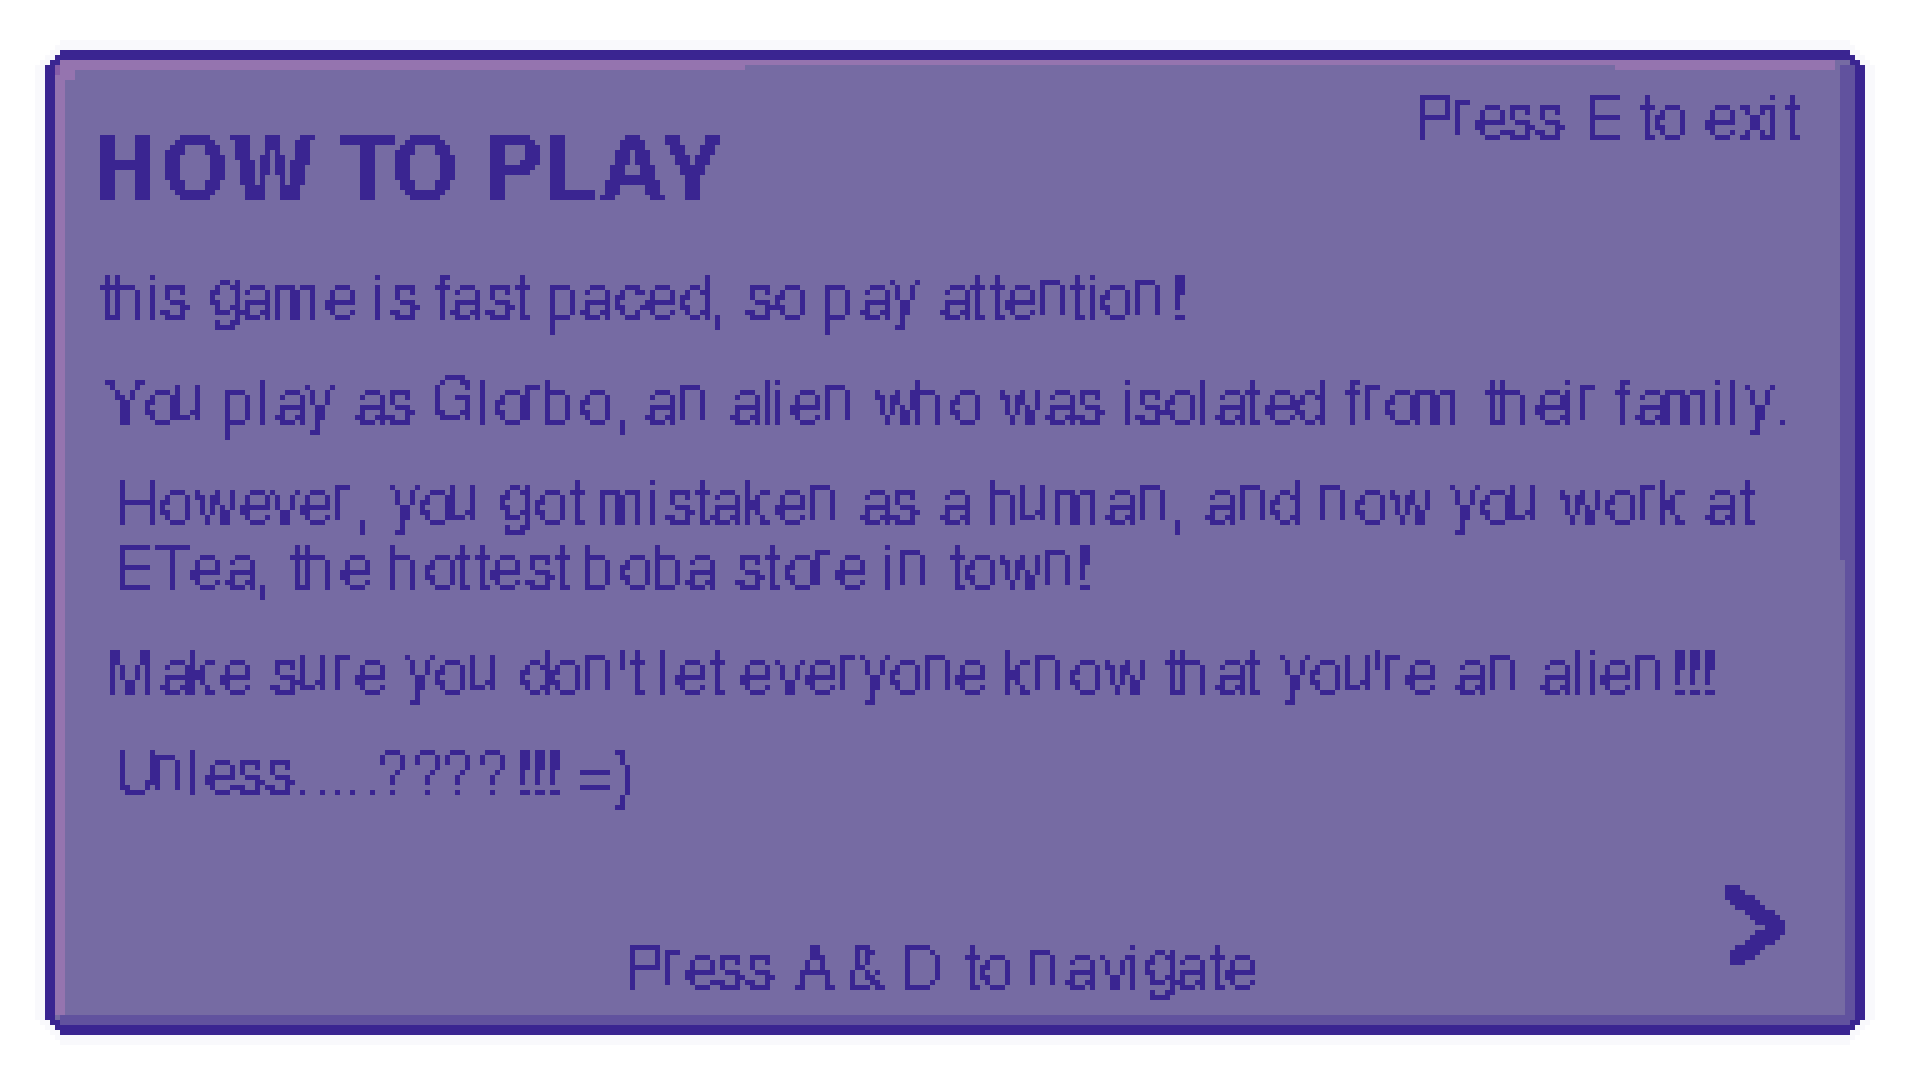 Press E to exit
HOW TO PLAY
this game is fast paced, so pay attention!
You play as Glorbo, an alien who was isolated from their family.
However, you got mistaken as a human, and now you work at
ETea, the hottest boba store in town!
Make sure you don't let everyone know that you're an alien!!!
Unless.....????!!! =)
>
Press A & D to navigate